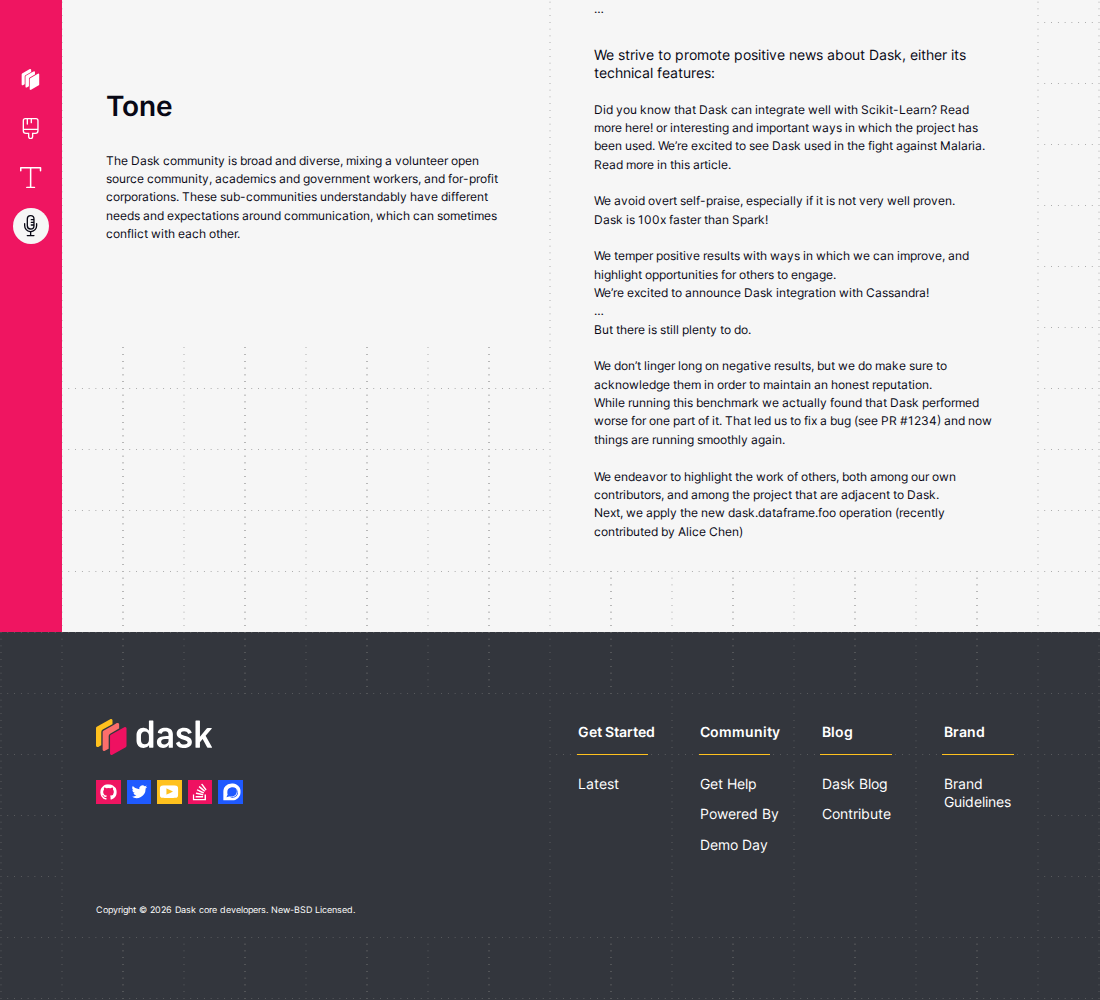 Tone
The Dask community is broad and diverse, mixing a volunteer open
source community, academics and government workers, and for-profit
corporations. These sub-communities understandably have different
needs and expectations around communication, which can sometimes
conflict with each other.
...
We strive to promote positive news about Dask, either its
technical features:
Did you know that Dask can integrate well with Scikit-Learn? Read
more here! or interesting and important ways in which the project has
been used. We’re excited to see Dask used in the fight against Malaria.
Read more in this article.
We avoid overt self-praise, especially if it is not very well proven.
Dask is 100x faster than Spark!
We temper positive results with ways in which we can improve, and
highlight opportunities for others to engage.
We’re excited to announce Dask integration with Cassandra!
...
But there is still plenty to do.
We don’t linger long on negative results, but we do make sure to
acknowledge them in order to maintain an honest reputation.
While running this benchmark we actually found that Dask performed
worse for one part of it. That led us to fix a bug (see PR #1234) and now
things are running smoothly again.
We endeavor to highlight the work of others, both among our own
contributors, and among the project that are adjacent to Dask.
Next, we apply the new dask.dataframe.foo operation (recently
contributed by Alice Chen)
dask
Get Started
Latest
Community
Get Help
Powered By
Demo Day
Blog
Dask Blog
Contribute
Brand
Brand
Guidelines
Copyright © 2026 Dask core developers. New-BSD Licensed.